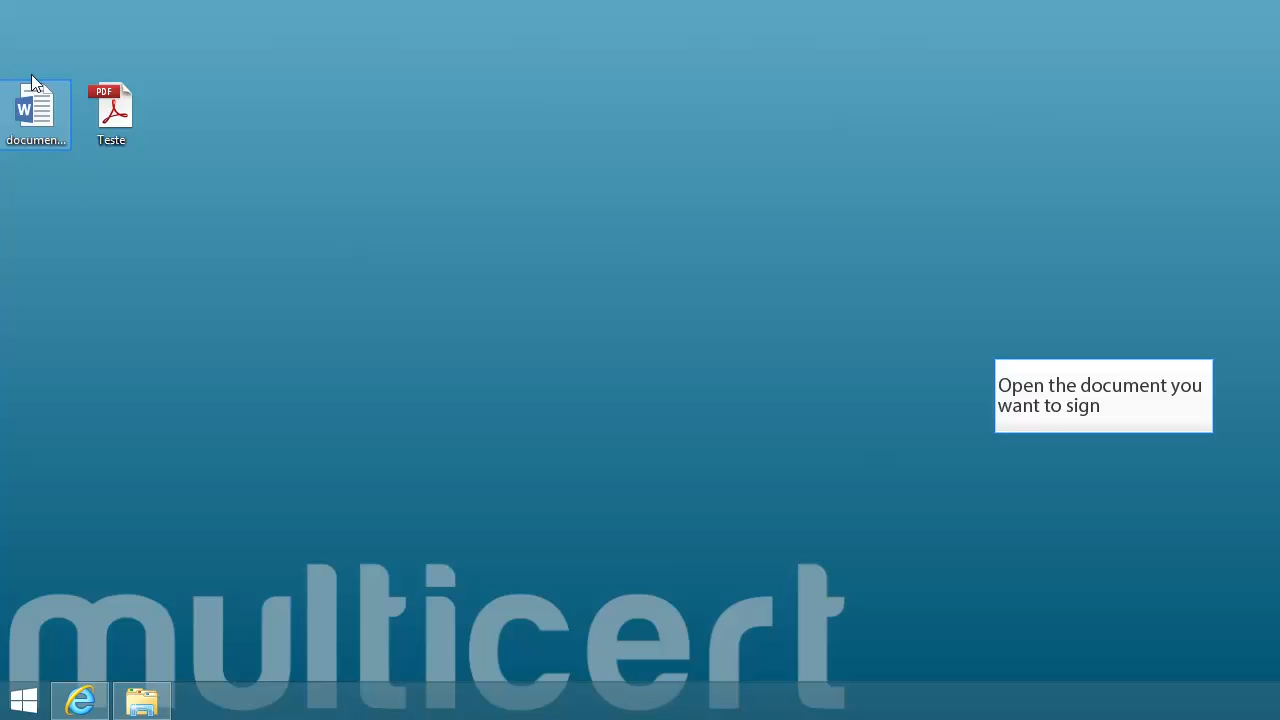 PDF
W
documen...
Teste
Open the document you
want to sign
multicert